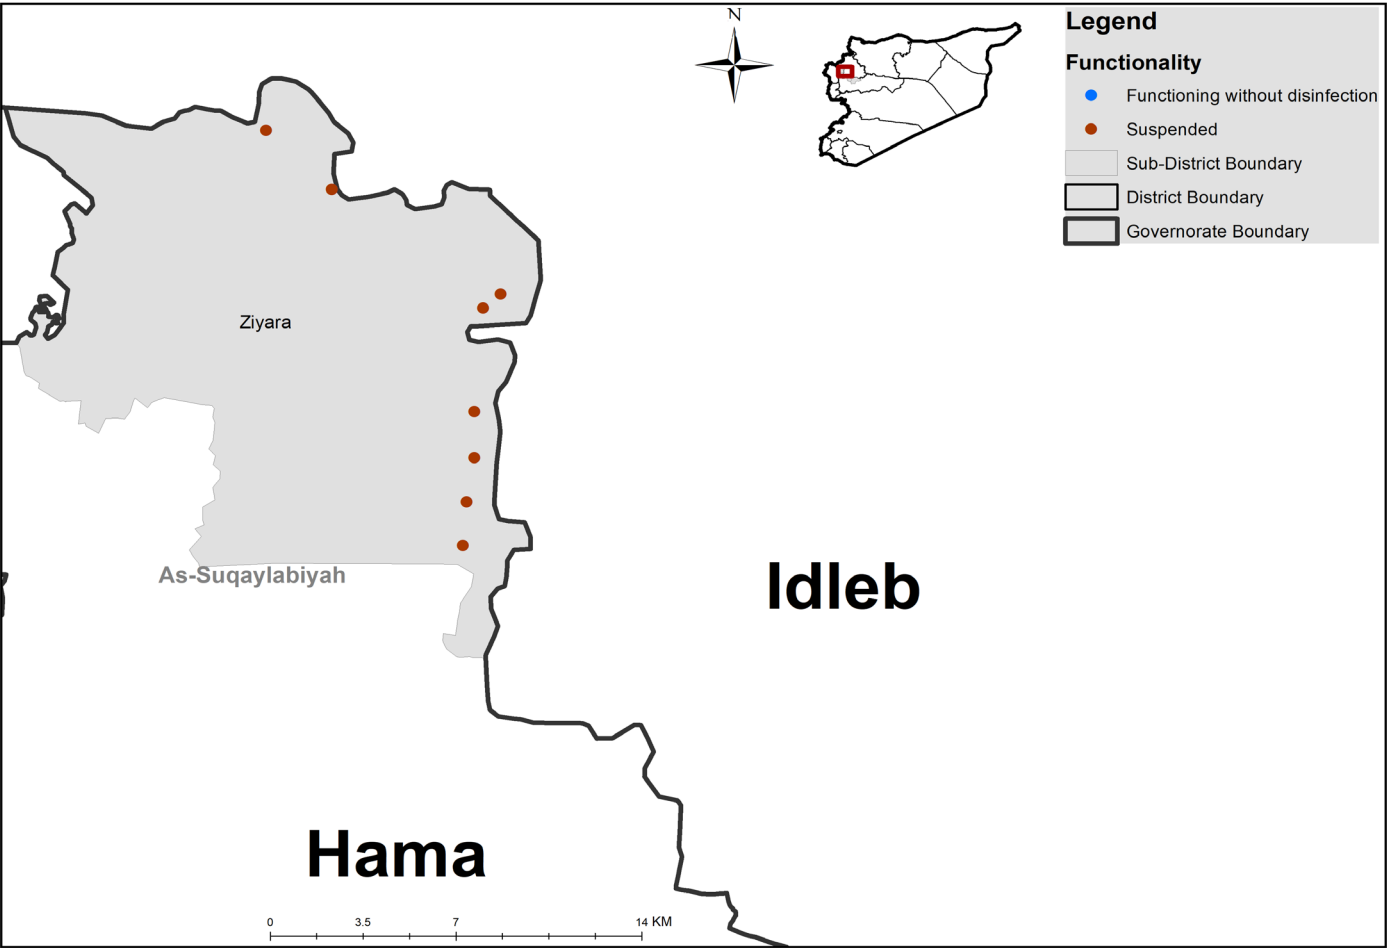 N
Legend
Functionality
Functioning without disinfection
Suspended
Sub-District Boundary
District Boundary
Governorate Boundary
Ziyara
As-Suqaylabiyah
Idleb
Hama
0 3.5 7 14 KM